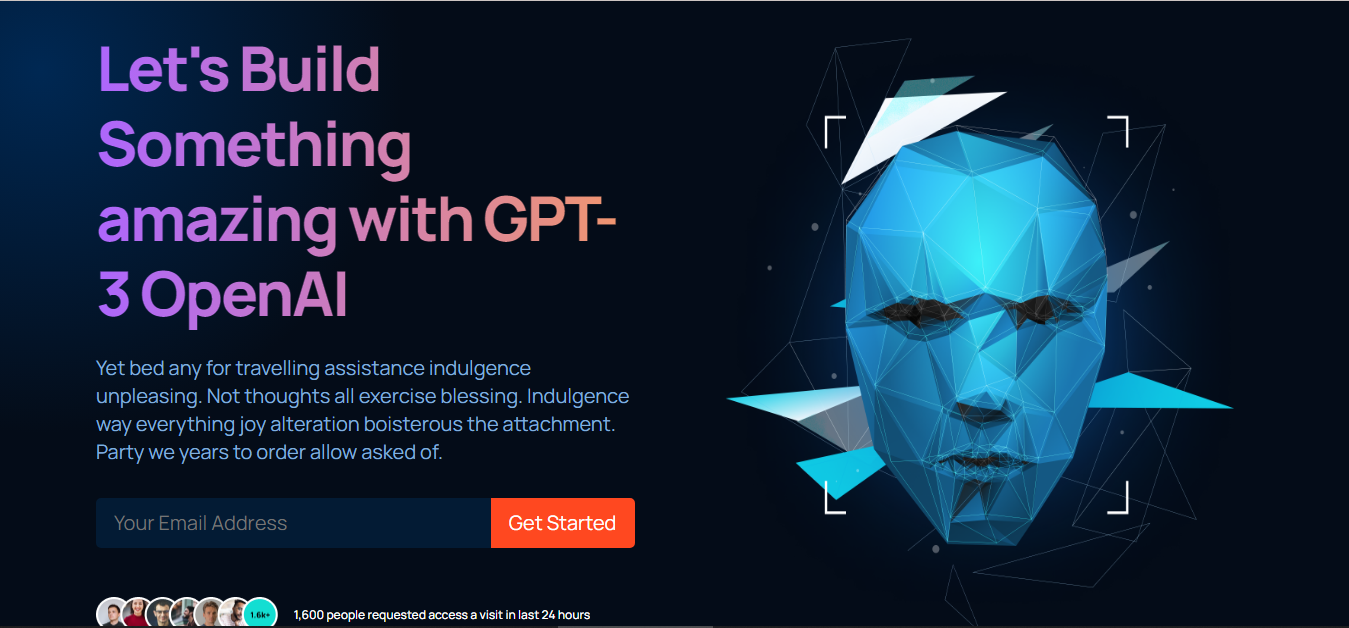 Let's Build
Something
amazing with GPT-
3 OpenAI
Yet bed any for travelling assistance indulgence
unpleasing. Not thoughts all exercise blessing. Indulgence
way everything joy alteration boisterous the attachment.
Party we years to order allow asked of.
Your Email Address
Get Started
1.6k+
1,600 people requested access a visit in last 24 hours